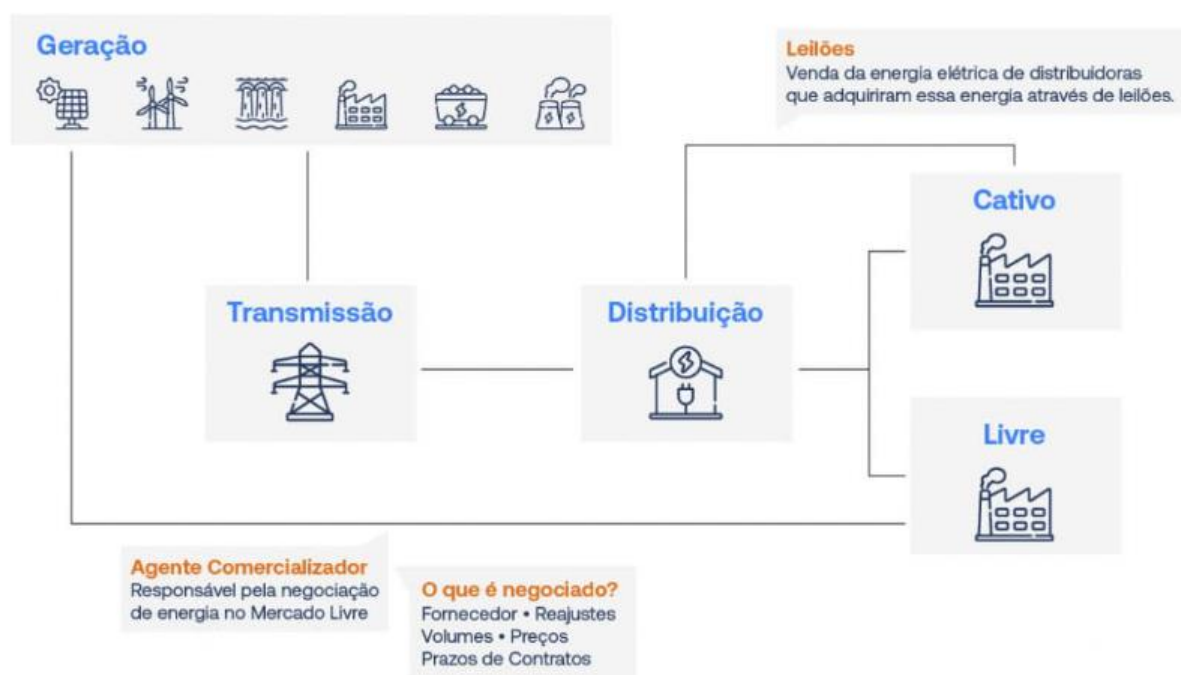 Geração
Leilões
Venda da energia elétrica de distribuidoras
que adquiriram essa energia através de leilões.
Cativo
Transmissão
Distribuição
Livre
Agente Comercializador
Responsável pela negociação
de energia no Mercado Livre
O que é negociado?
Fornecedor • Reajustes
Volumes • Preços
Prazos de Contratos